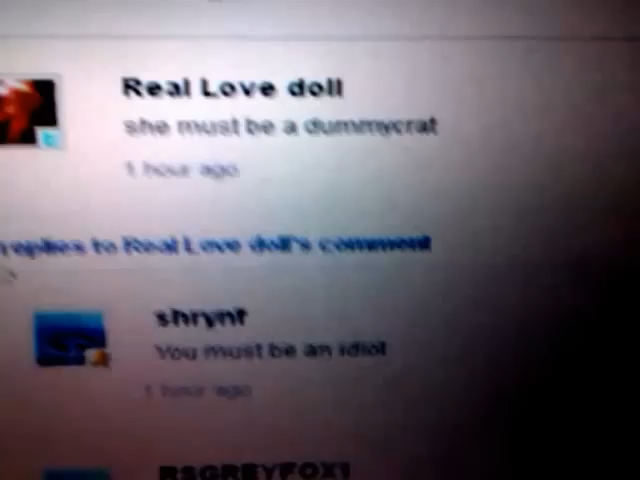 Real Love doll
she must be a dummycrat
1 hour ago
replies to Real Love doll's comment
shrynt
You must be an idiot
1 hour ago
RSGREYFOX1